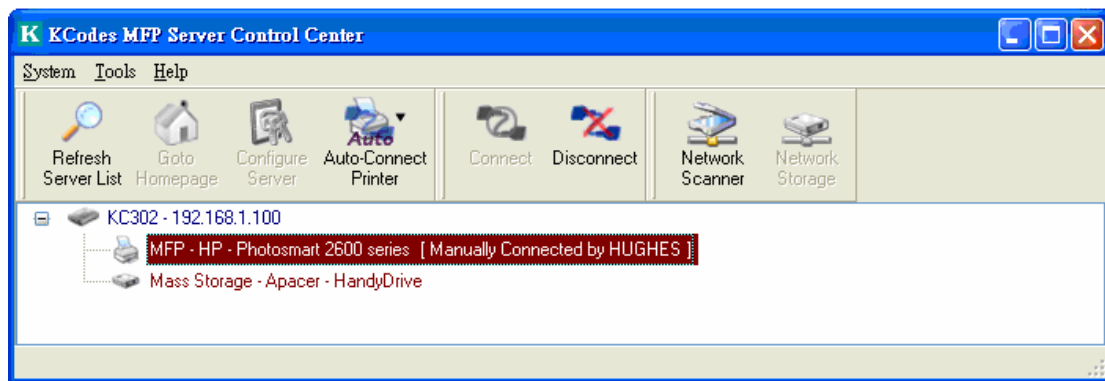 K KCodes MFP Server Control Center
System Tools Help
Refresh Server List
Goto Homepage
Configure Server
Auto
Auto-Connect Printer
Connect
Disconnect
Network Scanner
Network Storage
KC302 - 192.168.1.100
MFP - HP - Photosmart 2600 series [ Manually Connected by HUGHES ]
Mass Storage - Apacer - HandyDrive